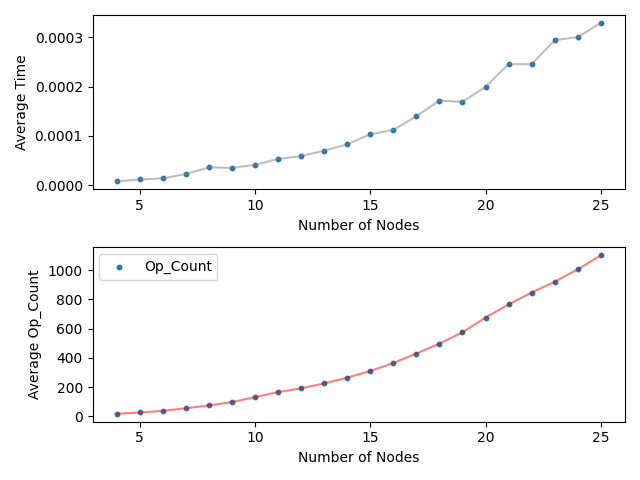 0.0003
0.0002
0.0001
0.0000
Average Time
5 10 15 20 25
Number of Nodes
Op_Count
1000
800
600
400
200
0
Average Op_Count
5 10 15 20 25
Number of Nodes